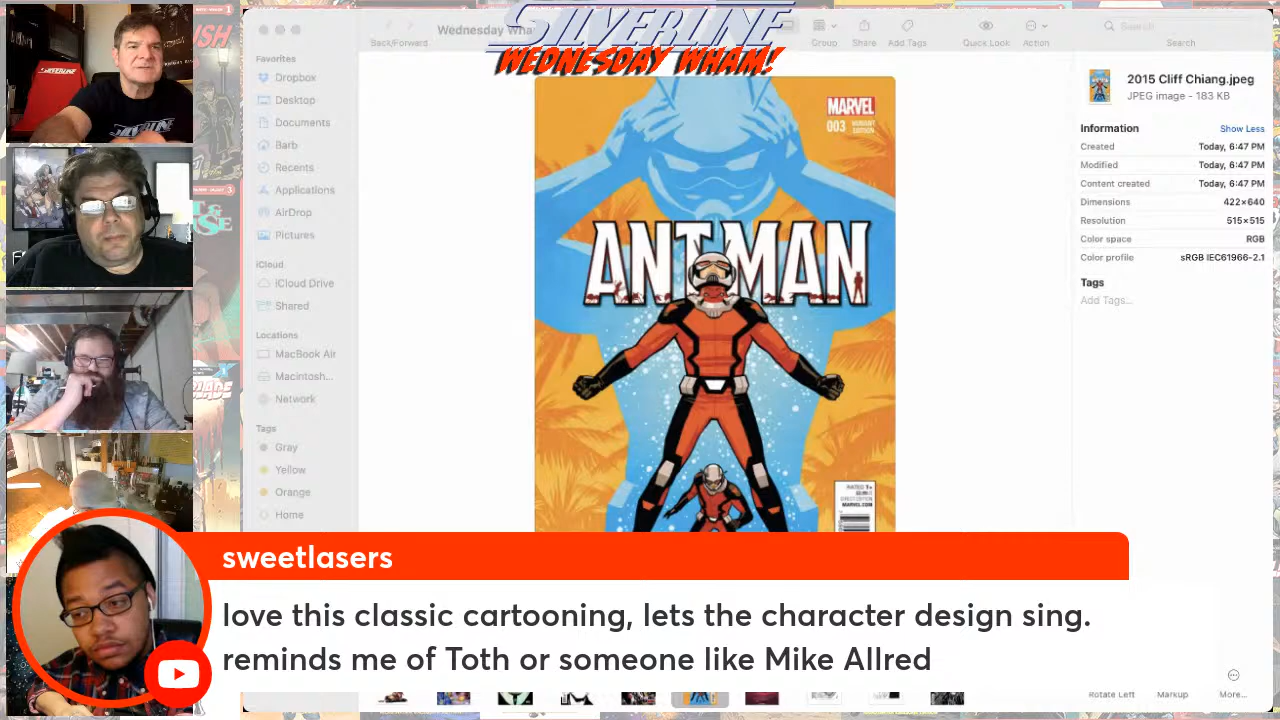 SILVERLINE
WEDNESDAY WHAM!
Back/Forward
Group
Share
Add Tags
Quick Look
Action
Search
Favorites
Dropbox
Desktop
Documents
Barb
Recents
Applications
AirDrop
Pictures
iCloud
iCloud Drive
Shared
Locations
MacBook Air
Macintosh...
Network
Tags
Gray
Yellow
Orange
Home
MARVEL
003 VARIANT
EDITION
ANT-MAN
MARVEL.COM
2015 Cliff Chiang.jpeg
JPEG image - 183 KB
Information Show Less
Created Today, 6:47 PM
Modified Today, 6:47 PM
Content created Today, 6:47 PM
Dimensions 422×640
Resolution 515×515
Color space RGB
Color profile sRGB IEC61966-2.1
Tags
Add Tags...
sweetlasers
love this classic cartooning, lets the character design sing.
reminds me of Toth or someone like Mike Allred
Rotate Left
Markup
More...